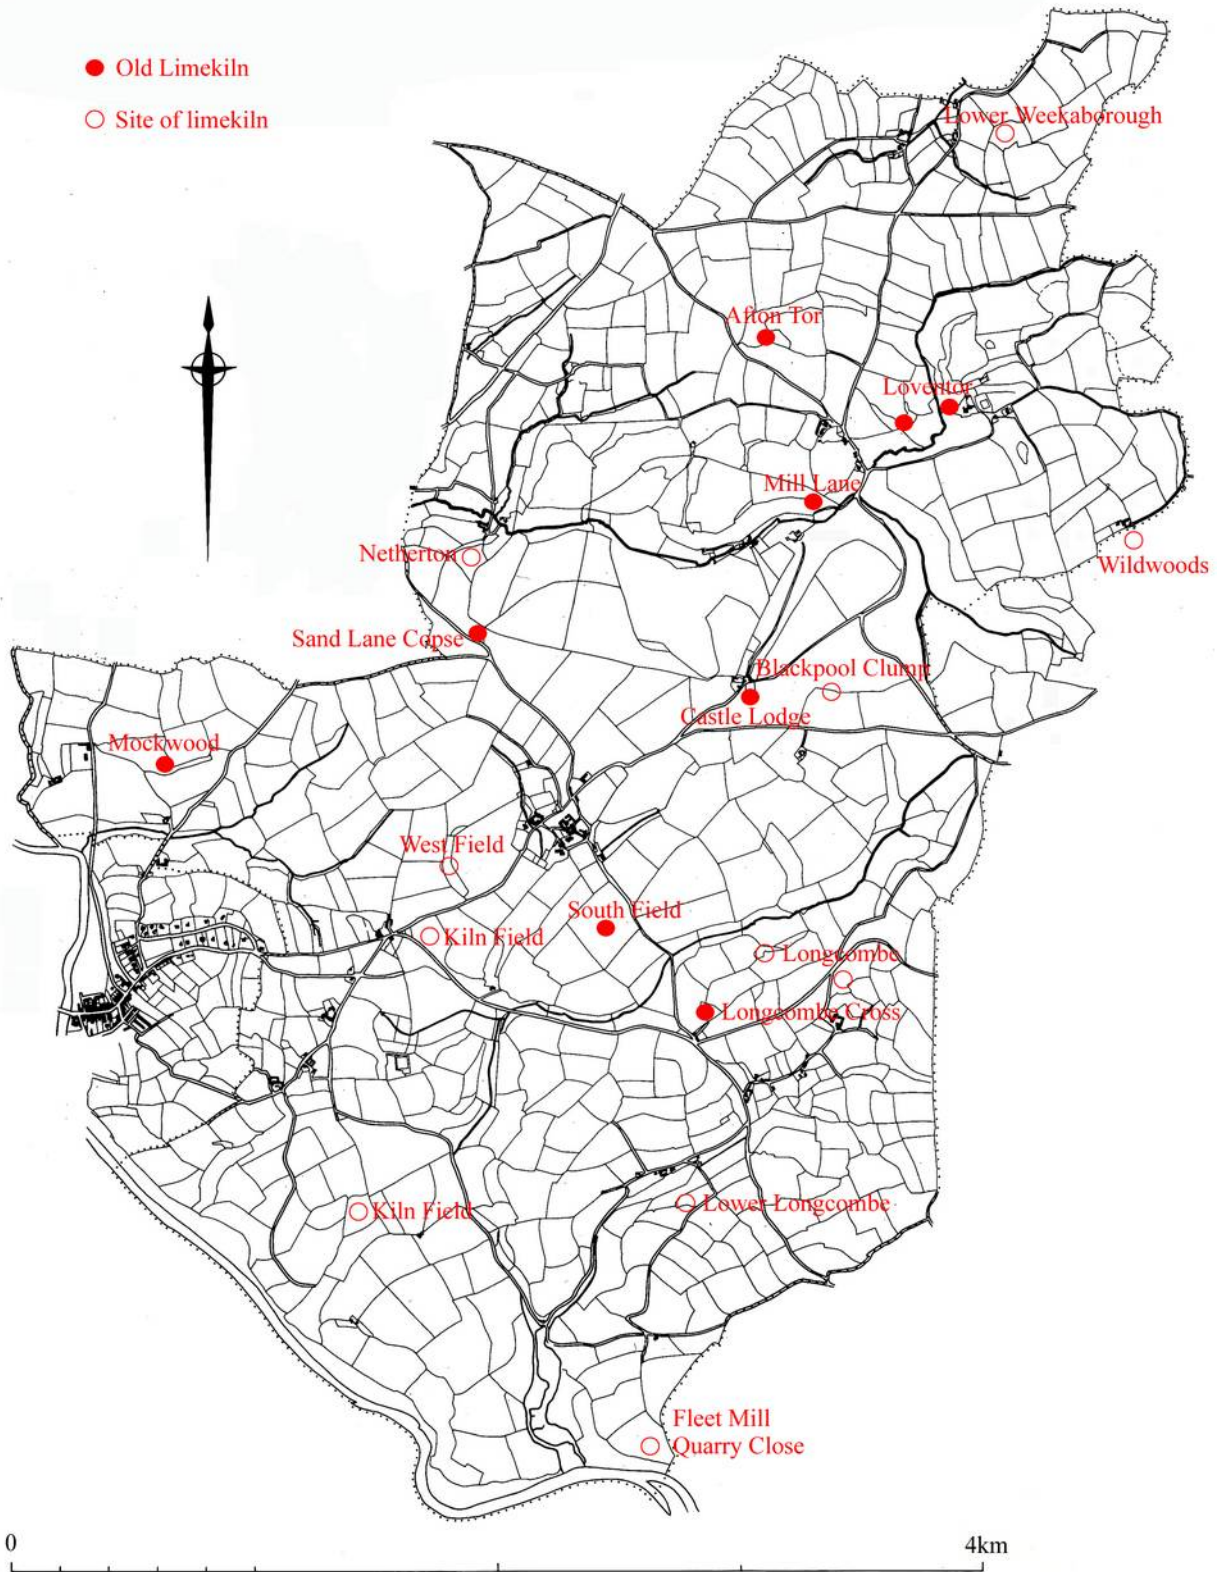 Old Limekiln
Site of limekiln
Lower Weekaborough
Afton Tor
Loventor
Mill Lane
Netherton
Wildwoods
Sand Lane Copse
Blackpool Clump
Castle Lodge
Mockwood
West Field
South Field
Kiln Field
Longcombe
Longcombe Cross
Lower Longcombe
Kiln Field
Fleet Mill
Quarry Close
0
4km